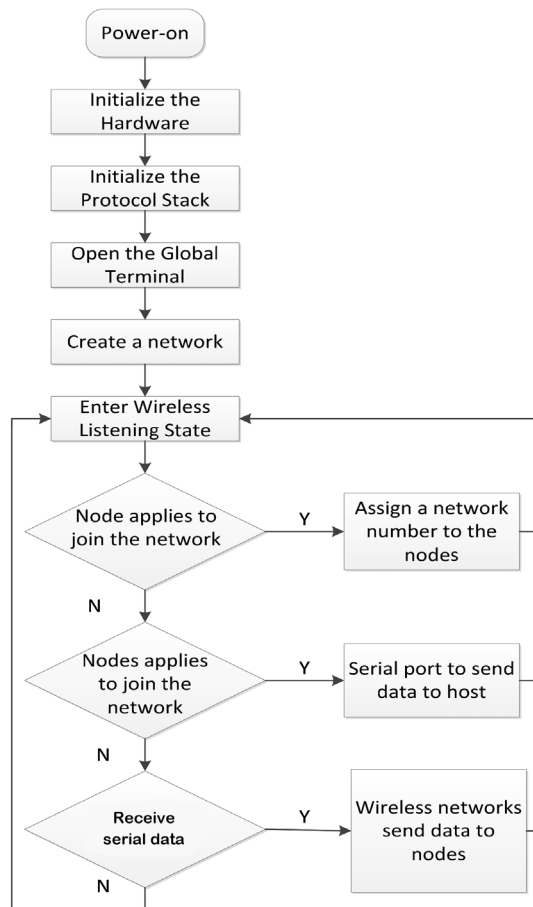 Power-on
Initialize the
Hardware
Initialize the
Protocol Stack
Open the Global
Terminal
Create a network
Enter Wireless
Listening State
Node applies to
join the network
Y
Assign a network
number to the
nodes
N
Nodes applies
to join the
network
Y
Serial port to send
data to host
N
Receive
serial data
Y
Wireless networks
send data to
nodes
N